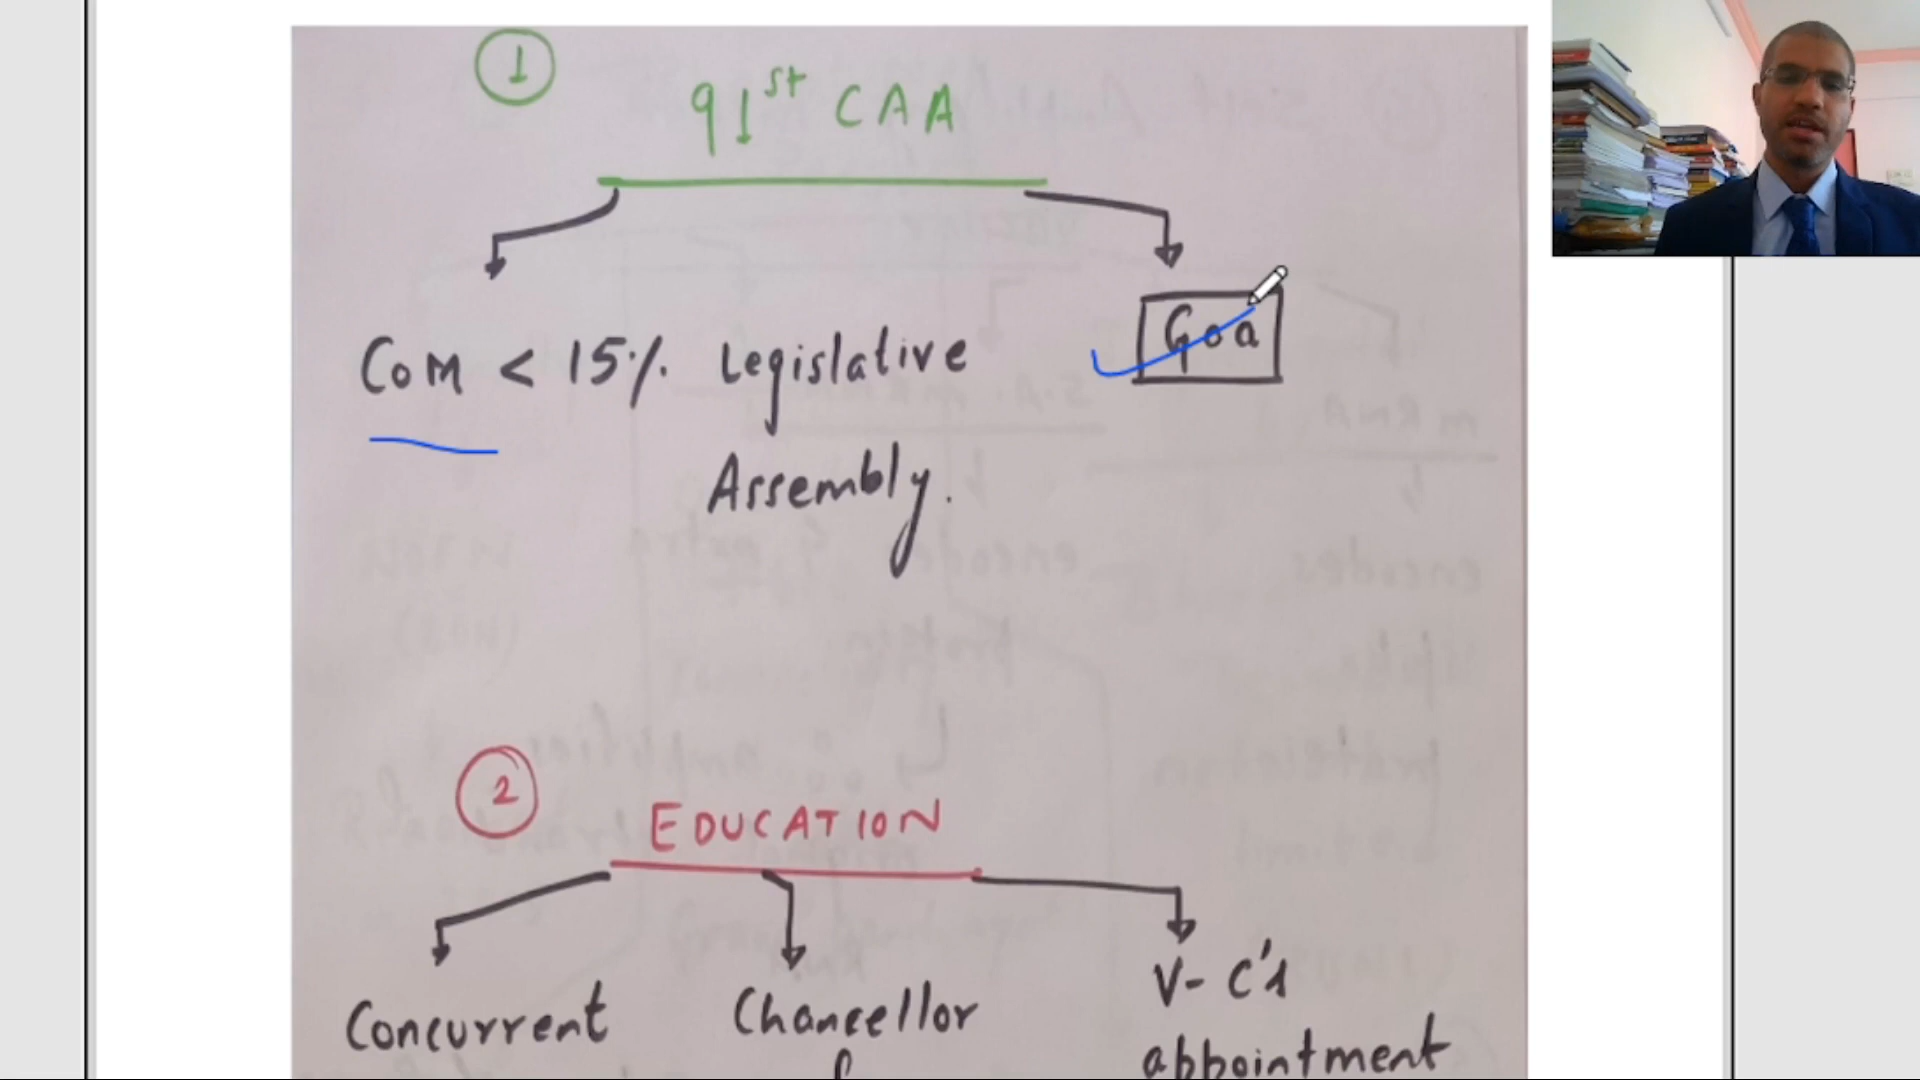 1
91st CAA
CoM < 15% Legislative
Assembly.
Goa
2
EDUCATION
Concurrent
Chancellor
V-C's
appointment